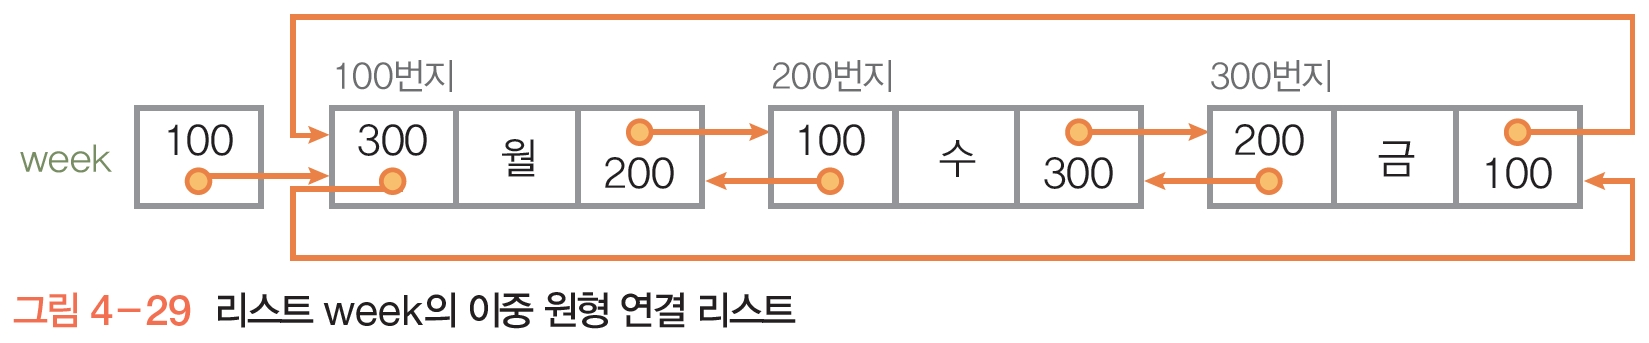 100번지 200번지 300번지
week 100 300 월 200 100 수 300 200 금 100
그림 4-29 리스트 week의 이중 원형 연결 리스트